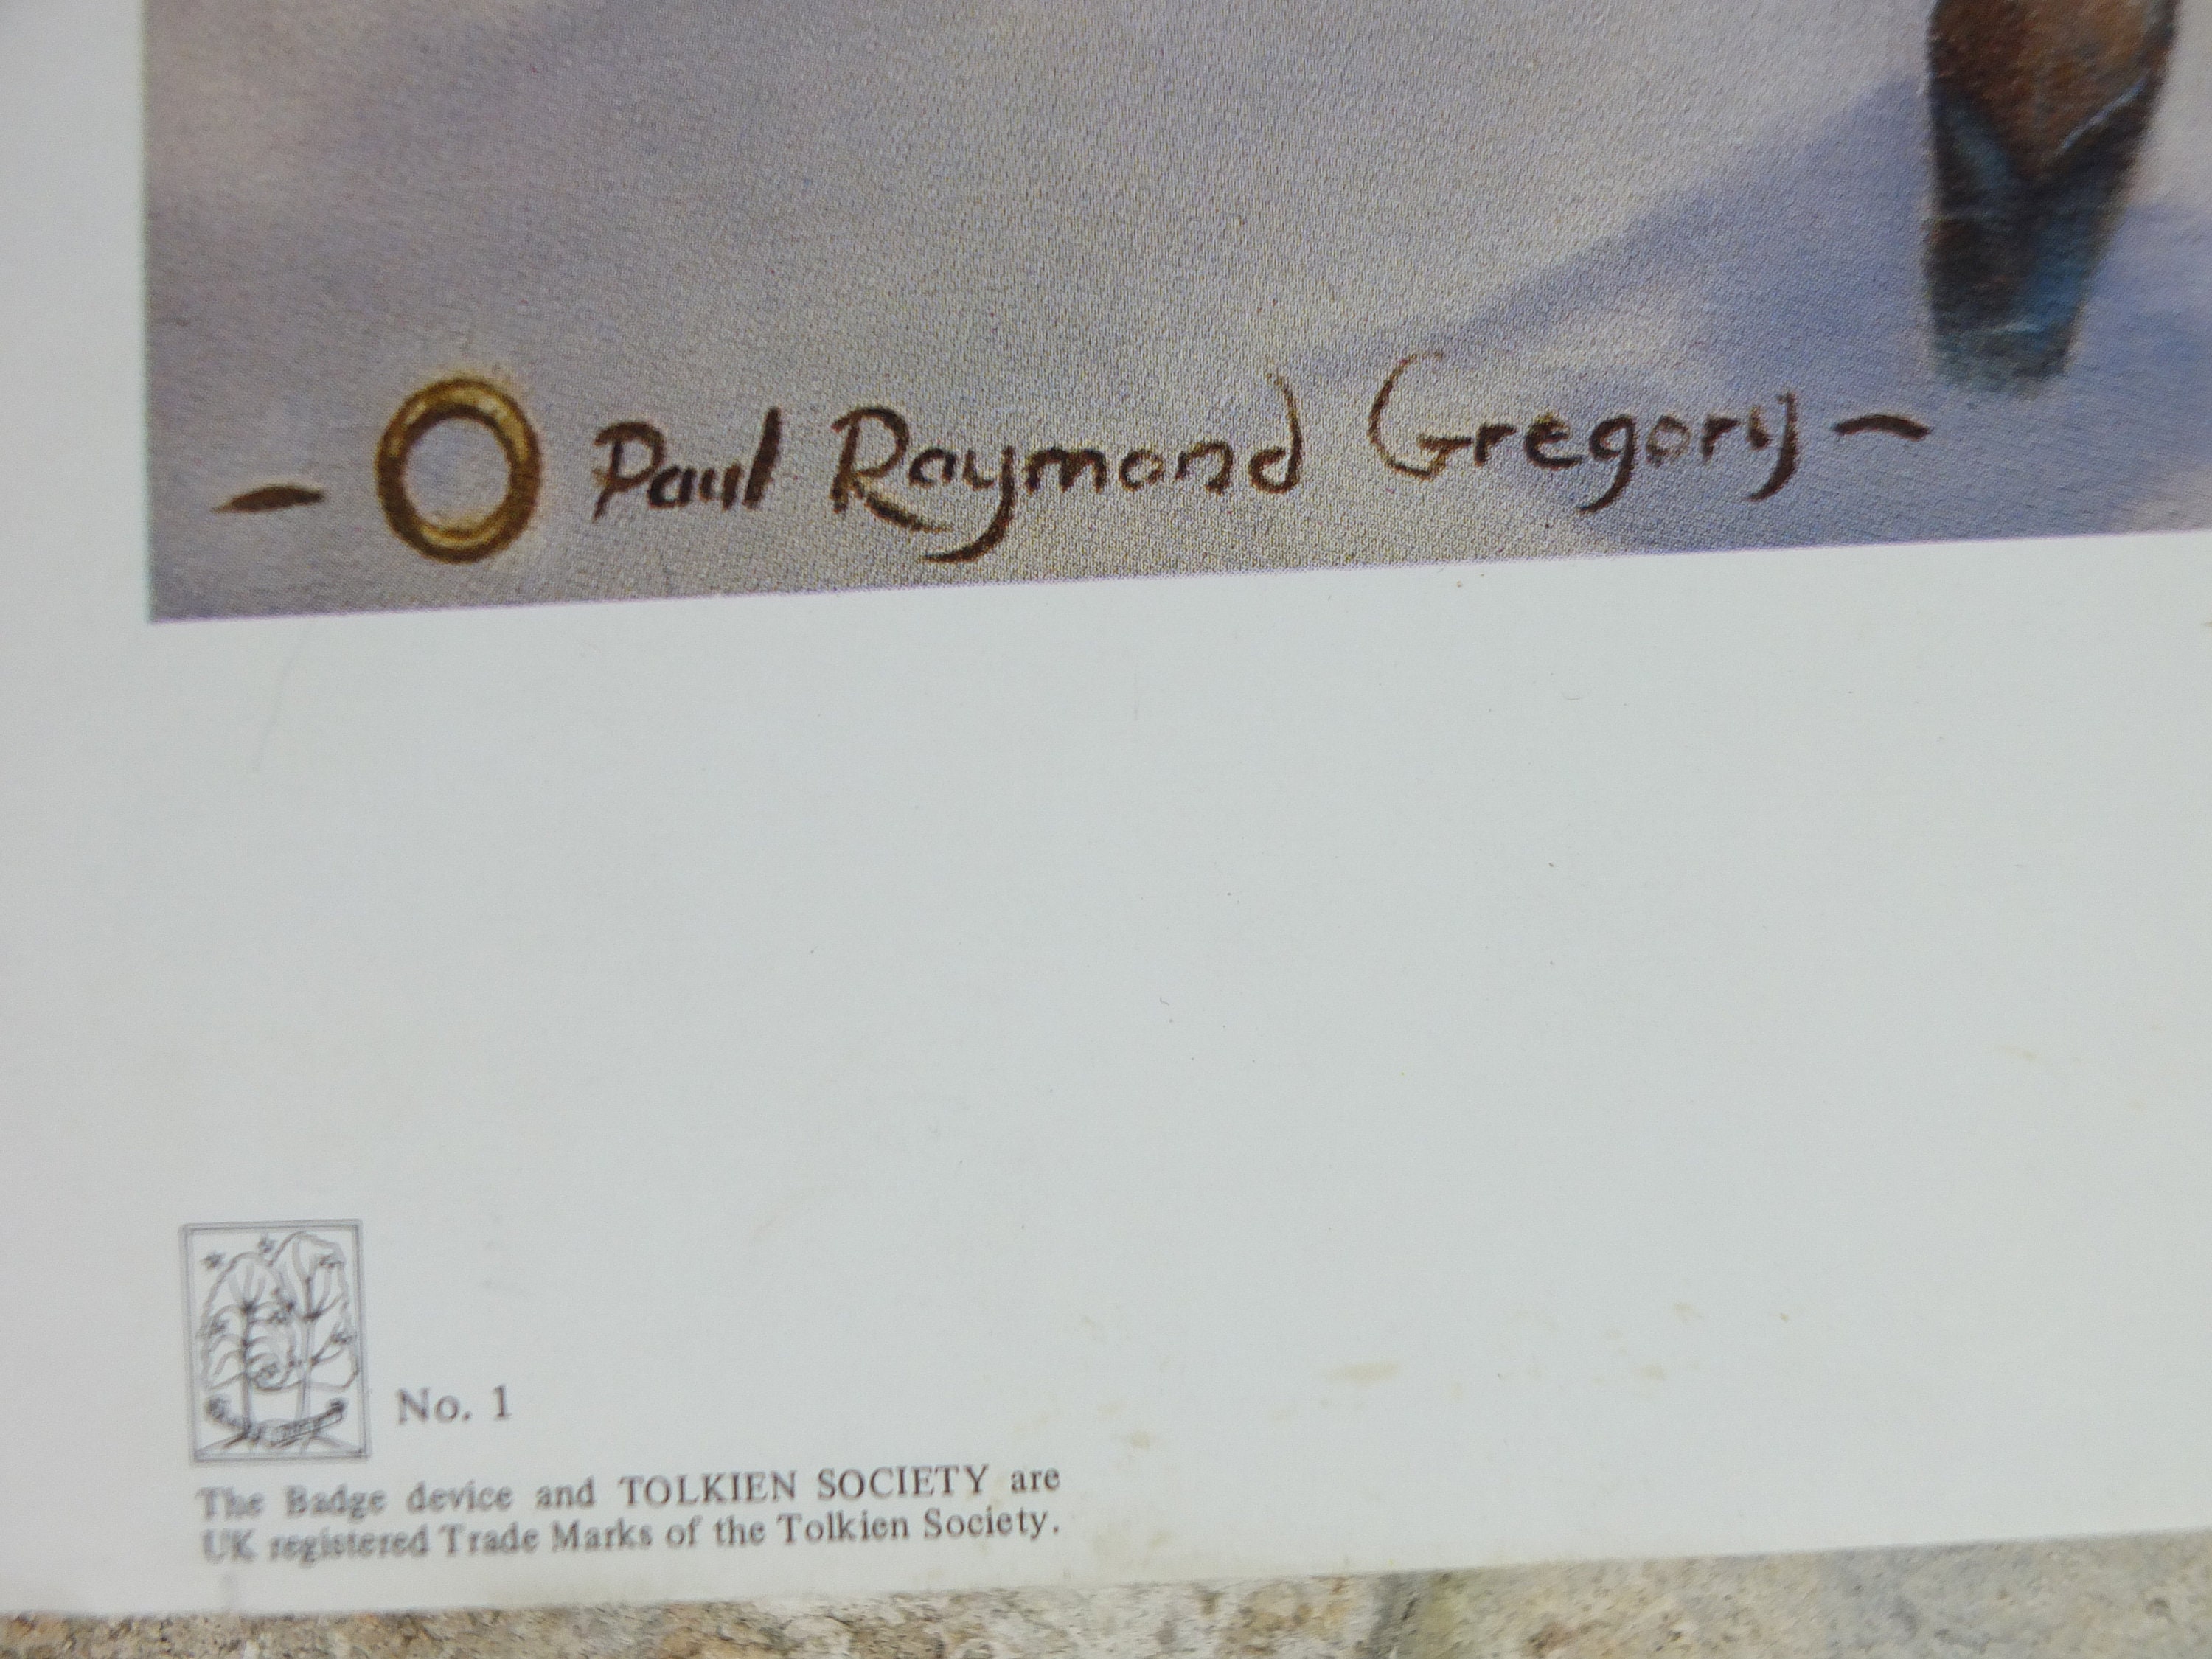 Paul Raymond Gregory
No. 1
The Badge device and TOLKIEN SOCIETY are
UK registered Trade Marks of the Tolkien Society.